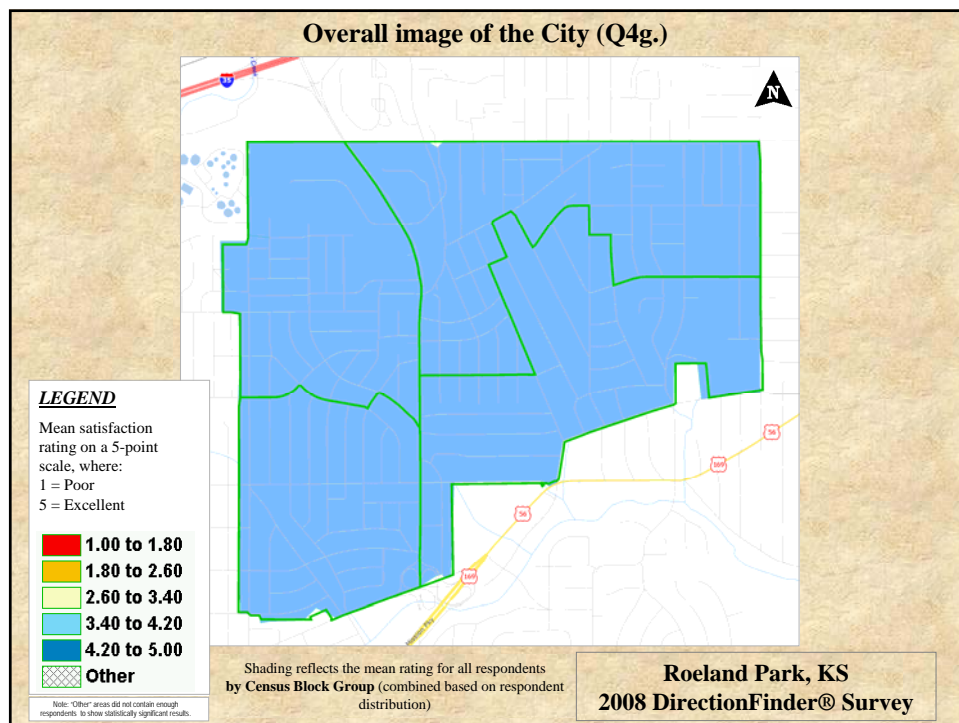 Overall image of the City (Q4g.)
35
Creek
N
LEGEND
Mean satisfaction
rating on a 5-point
scale, where:
1 = Poor
5 = Excellent
1.00 to 1.80
1.80 to 2.60
2.60 to 3.40
3.40 to 4.20
4.20 to 5.00
Other
Note: "Other" areas did not contain enough
respondents to show statistically significant results.
56
169
56
169
Pky
Shading reflects the mean rating for all respondents
by Census Block Group (combined based on respondent
distribution)
Roeland Park, KS
2008 DirectionFinder® Survey